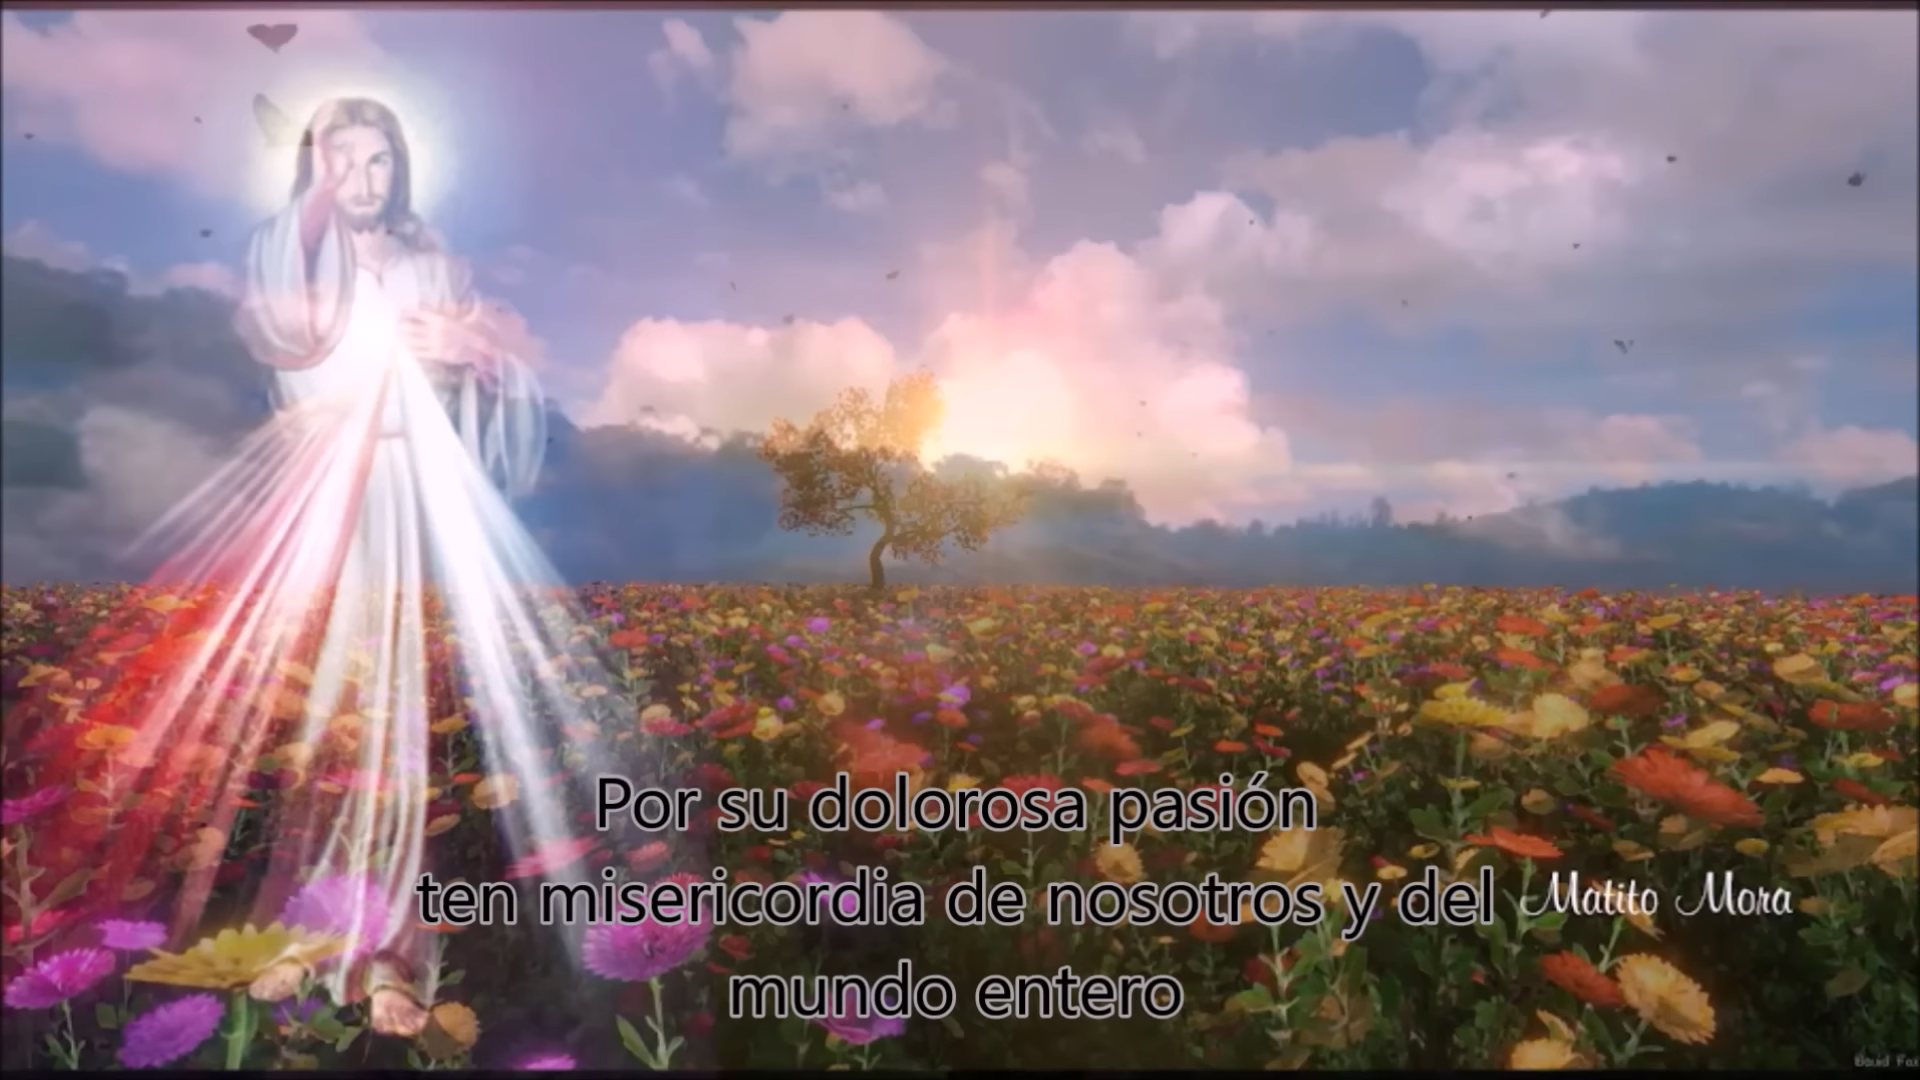 Por su dolorosa pasión
ten misericordia de nosotros y del
mundo entero
Matito Mora